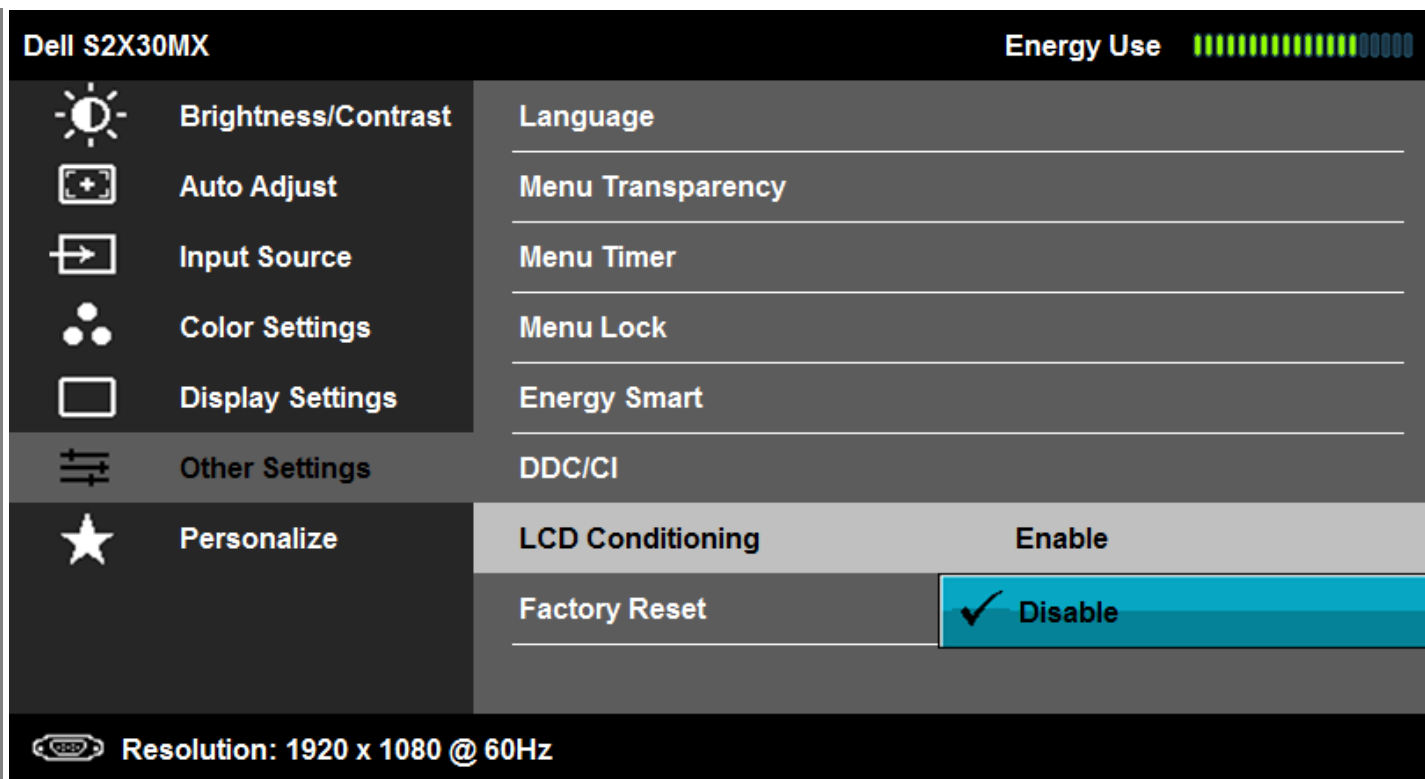 Dell S2X30MX Energy Use
Brightness/Contrast Language
Auto Adjust Menu Transparency
Input Source Menu Timer
Color Settings Menu Lock
Display Settings Energy Smart
Other Settings DDC/CI
Personalize LCD Conditioning Enable
Factory Reset Disable
Resolution: 1920 x 1080 @ 60Hz